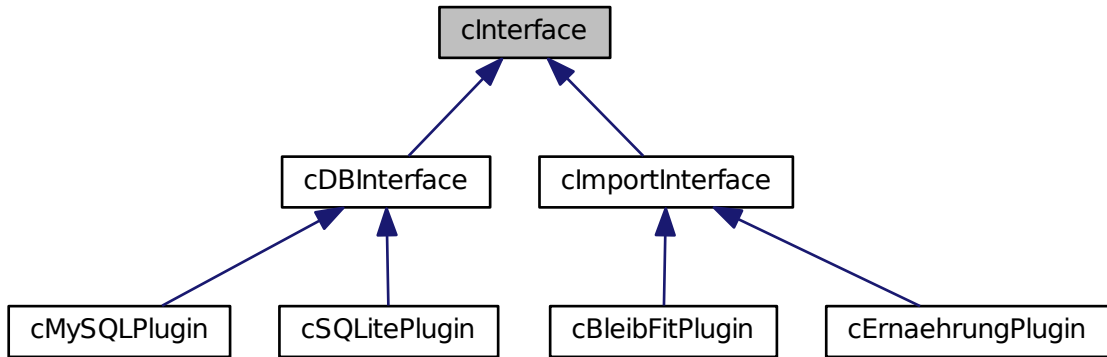 cInterface
cDBInterface
cImportInterface
cMySQLPlugin
cSQLitePlugin
cBleibFitPlugin
cErnaehrungPlugin